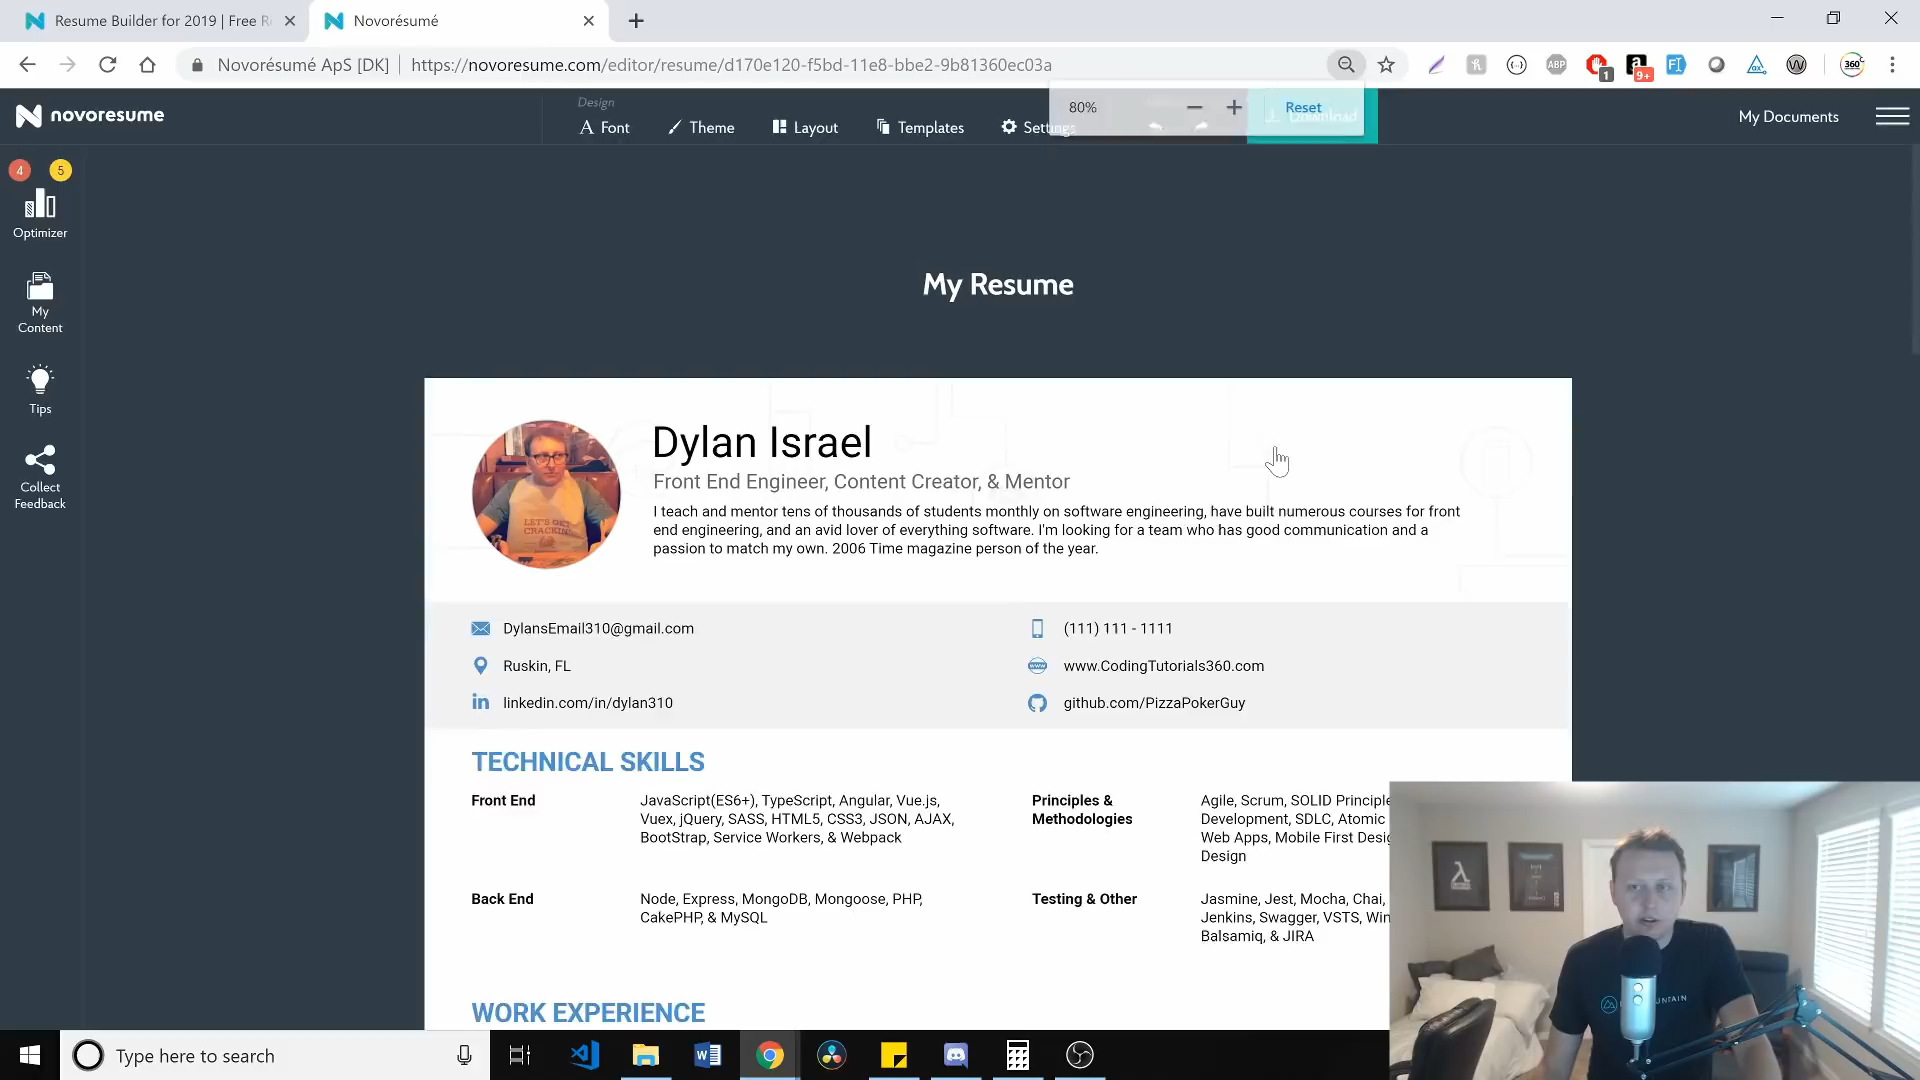 Resume Builder for 2019 | Free R
Novorésumé
Novorésumé ApS [DK]
https://novoresume.com/editor/resume/d170e120-f5bd-11e8-bbe2-9b81360ec03a
ABP
1
9+
360
novoresume
Design
Font
Theme
Layout
Templates
Settings
80%
Reset
Download
My Documents
4
5
Optimizer
My
Content
Tips
Collect
Feedback
My Resume
Dylan Israel
Front End Engineer, Content Creator, & Mentor
I teach and mentor tens of thousands of students monthly on software engineering, have built numerous courses for front
end engineering, and an avid lover of everything software. I'm looking for a team who has good communication and a
passion to match my own. 2006 Time magazine person of the year.
LET'S GET
CRACKIN'
DylansEmail310@gmail.com
(111) 111 - 1111
Ruskin, FL
www.CodingTutorials360.com
linkedin.com/in/dylan310
github.com/PizzaPokerGuy
TECHNICAL SKILLS
Front End
JavaScript(ES6+), TypeScript, Angular, Vue.js,
Vuex, jQuery, SASS, HTML5, CSS3, JSON, AJAX,
BootStrap, Service Workers, & Webpack
Principles &
Methodologies
Agile, Scrum, SOLID Principle
Development, SDLC, Atomic
Web Apps, Mobile First Desig
Design
Back End
Node, Express, MongoDB, Mongoose, PHP,
CakePHP, & MySQL
Testing & Other
Jasmine, Jest, Mocha, Chai,
Jenkins, Swagger, VSTS, Win
Balsamiq, & JIRA
WORK EXPERIENCE
Type here to search